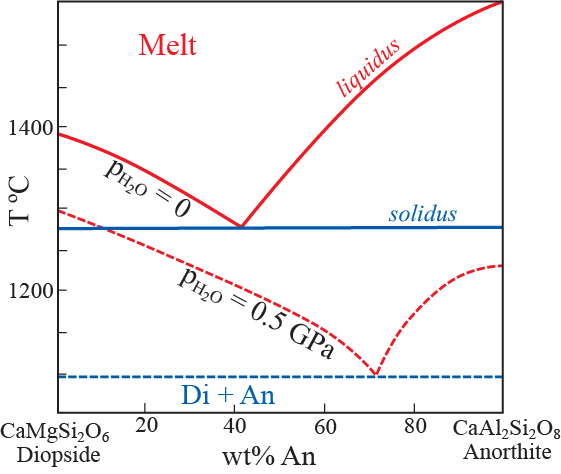 Melt
liquidus
1400
pH₂O = 0
solidus
T ºC
1200
pH₂O = 0.5 GPa
Di + An
CaMgSi₂O₆
Diopside
20
40
60
80
CaAl₂Si₂O₈
Anorthite
wt% An